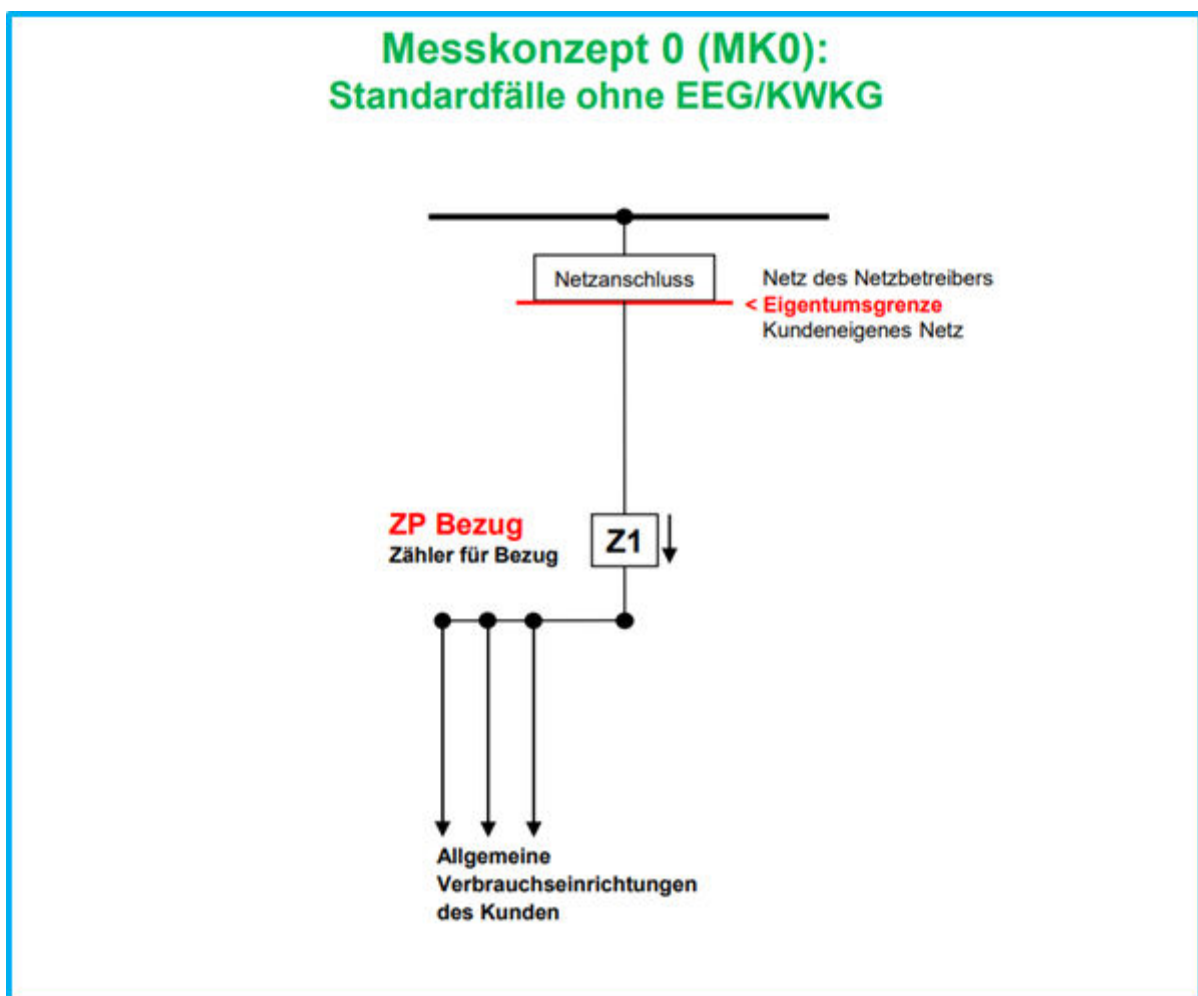 Messkonzept 0 (MK0):
Standardfälle ohne EEG/KWKG
Netzanschluss
Netz des Netzbetreibers
< Eigentumsgrenze
Kundeneigenes Netz
ZP Bezug
Zähler für Bezug
Z1
Allgemeine
Verbrauchseinrichtungen
des Kunden